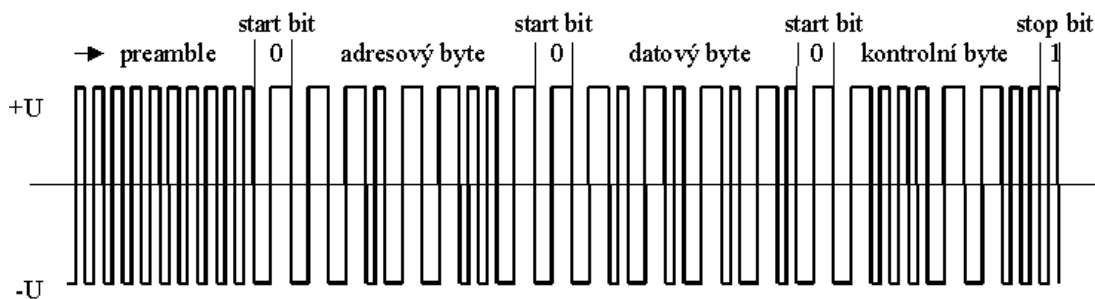 start bit start bit start bit stop bit
preamble 0 adresový byte 0 datový byte 0 kontrolní byte 1
+U
-U